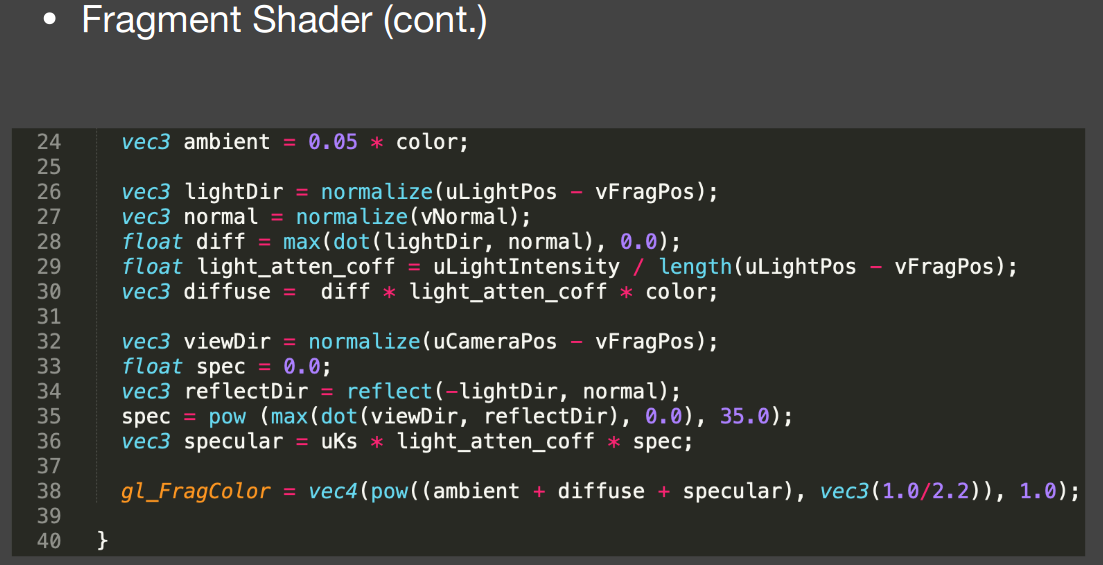 • Fragment Shader (cont.)
24 vec3 ambient = 0.05 * color;
25
26 vec3 lightDir = normalize(uLightPos - vFragPos);
27 vec3 normal = normalize(vNormal);
28 float diff = max(dot(lightDir, normal), 0.0);
29 float light_atten_coff = uLightIntensity / length(uLightPos - vFragPos);
30 vec3 diffuse =  diff * light_atten_coff * color;
31
32 vec3 viewDir = normalize(uCameraPos - vFragPos);
33 float spec = 0.0;
34 vec3 reflectDir = reflect(-lightDir, normal);
35 spec = pow (max(dot(viewDir, reflectDir), 0.0), 35.0);
36 vec3 specular = uKs * light_atten_coff * spec;
37
38 gl_FragColor = vec4(pow((ambient + diffuse + specular), vec3(1.0/2.2)), 1.0);
39
40 }